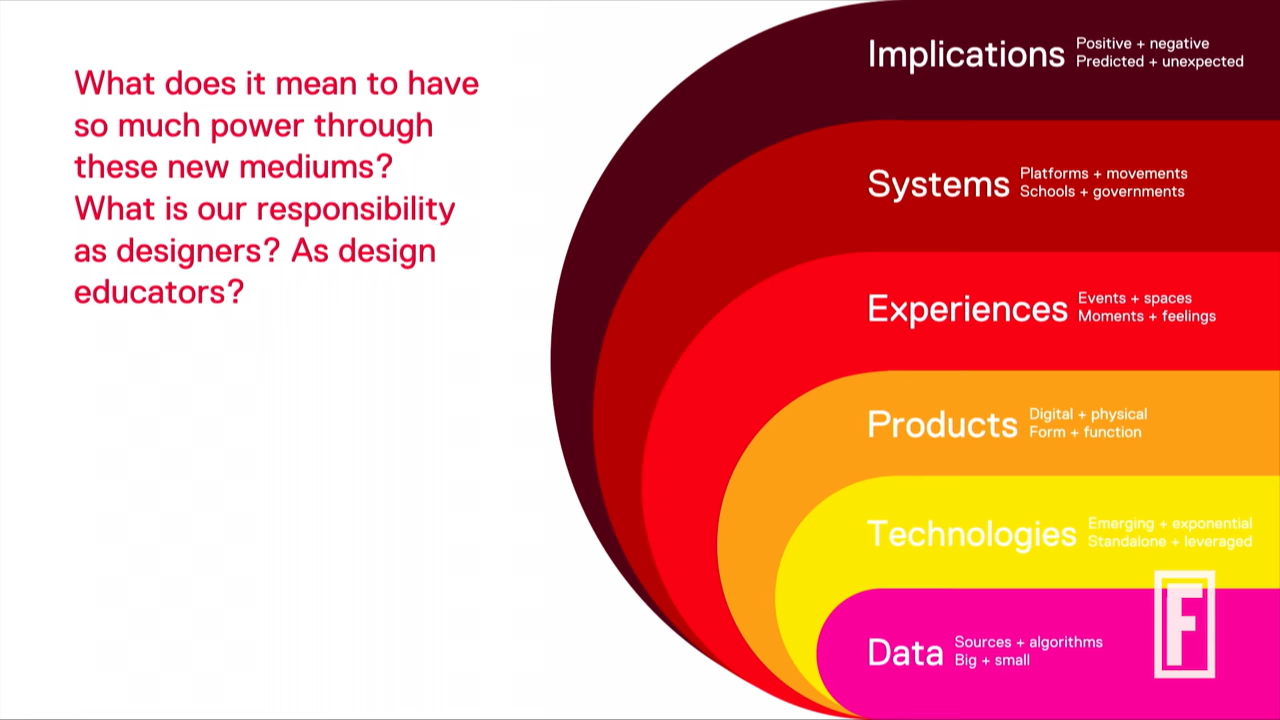 What does it mean to have
so much power through
these new mediums?
What is our responsibility
as designers? As design
educators?
Implications
Positive + negative
Predicted + unexpected
Systems
Platforms + movements
Schools + governments
Experiences
Events + spaces
Moments + feelings
Products
Digital + physical
Form + function
Technologies
Emerging + exponential
Standalone + leveraged
Data
Sources + algorithms
Big + small
F